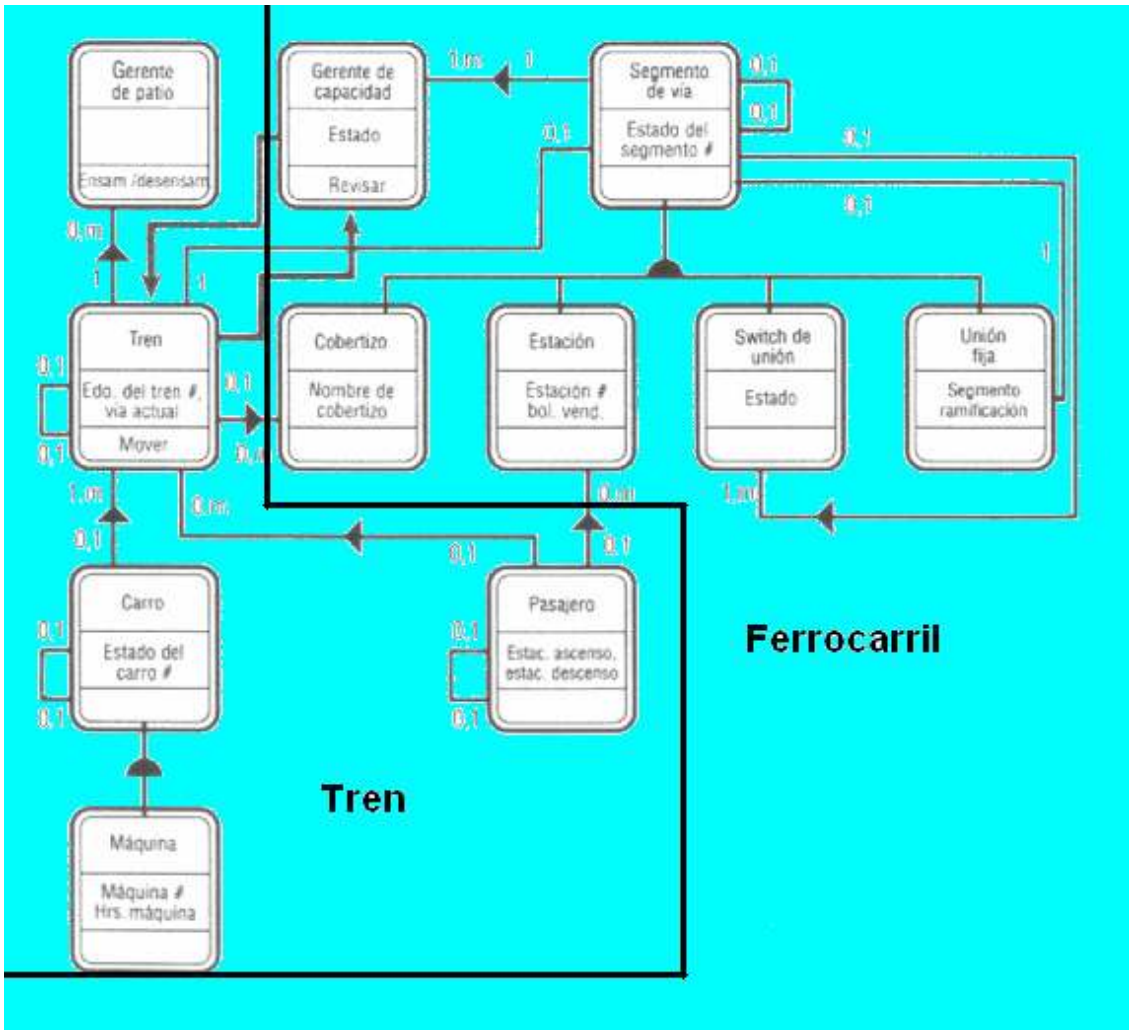 Gerente
de patio
Ensam /desensam
Gerente de
capacidad
Estado
Revisar
1,m
1
Segmento
de vía
Estado del
segmento #
0,1
0,1
0,1
0,1
0,1
1
0,m
1
1
Tren
Edo. del tren #,
via actual
Mover
0,1
0,1
0,1
Cobertizo
Nombre de
cobertizo
Estación
Estación #
bol. vend.
Switch de
unión
Estado
Unión
fija
Segmento
ramificación
1,m
0,1
0,m
0,m
0,1
0,1
1,m
Carro
Estado del
carro #
0,1
0,1
Pasajero
Estac. ascenso,
estac. descenso
0,1
0,1
Ferrocarril
Tren
Máquina
Máquina #
Hrs. máquina